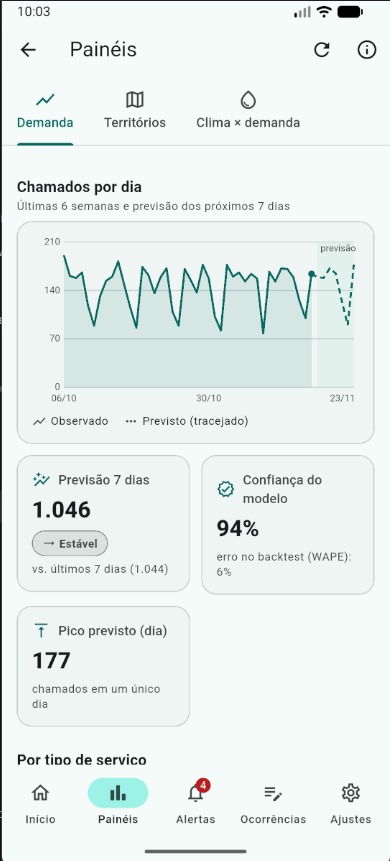 10:03
Painéis
Demanda
Territórios
Clima × demanda
Chamados por dia
Últimas 6 semanas e previsão dos próximos 7 dias
210
previsão
140
70
0
06/10
30/10
23/11
Observado
Previsto (tracejado)
Previsão 7 dias
1.046
→ Estável
vs. últimos 7 dias (1.044)
Confiança do
modelo
94%
erro no backtest (WAPE):
6%
Pico previsto (dia)
177
chamados em um único
dia
Por tipo de serviço
4
Início
Painéis
Alertas
Ocorrências
Ajustes